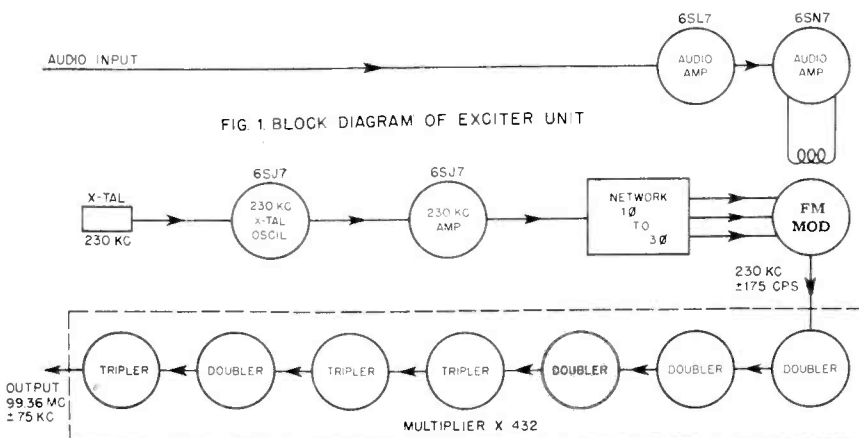 6SL7
6SN7
AUDIO INPUT
AUDIO
AMP
AUDIO
AMP
FIG. 1. BLOCK DIAGRAM OF EXCITER UNIT
X-TAL
230 KC
6SJ7
230 KC
X-TAL
OSCIL
6SJ7
230 KC
AMP
NETWORK
1Ø
TO
3Ø
FM
MOD
230 KC
±175 CPS
TRIPLER
DOUBLER
TRIPLER
TRIPLER
DOUBLER
DOUBLER
DOUBLER
OUTPUT
99.36 MC
±75 KC
MULTIPLIER X 432